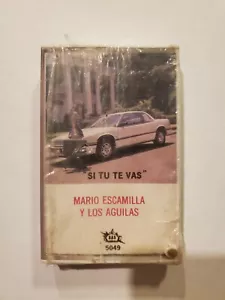 "SI TU TE VAS"
MARIO ESCAMILLA
Y LOS AGUILAS
5049